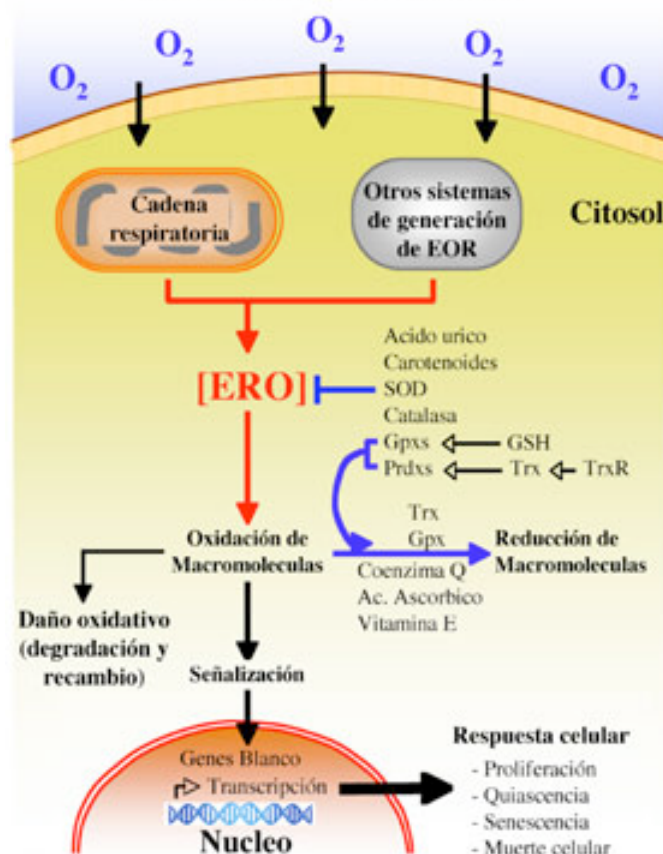 O2 O2 O2 O2 O2
Cadena
respiratoria
Otros sistemas
de generación
de EOR
Citosol
[ERO]
Acido urico
Carotenoides
SOD
Catalasa
Gpxs GSH
Prdxs Trx TrxR
Oxidación de
Macromoleculas
Trx
Gpx
Coenzima Q
Ac. Ascorbico
Vitamina E
Reducción de
Macromoleculas
Daño oxidativo
(degradación y
recambio)
Señalización
Genes Blanco
Transcripción
Nucleo
Respuesta celular
- Proliferación
- Quiascencia
- Senescencia
- Muerte celular